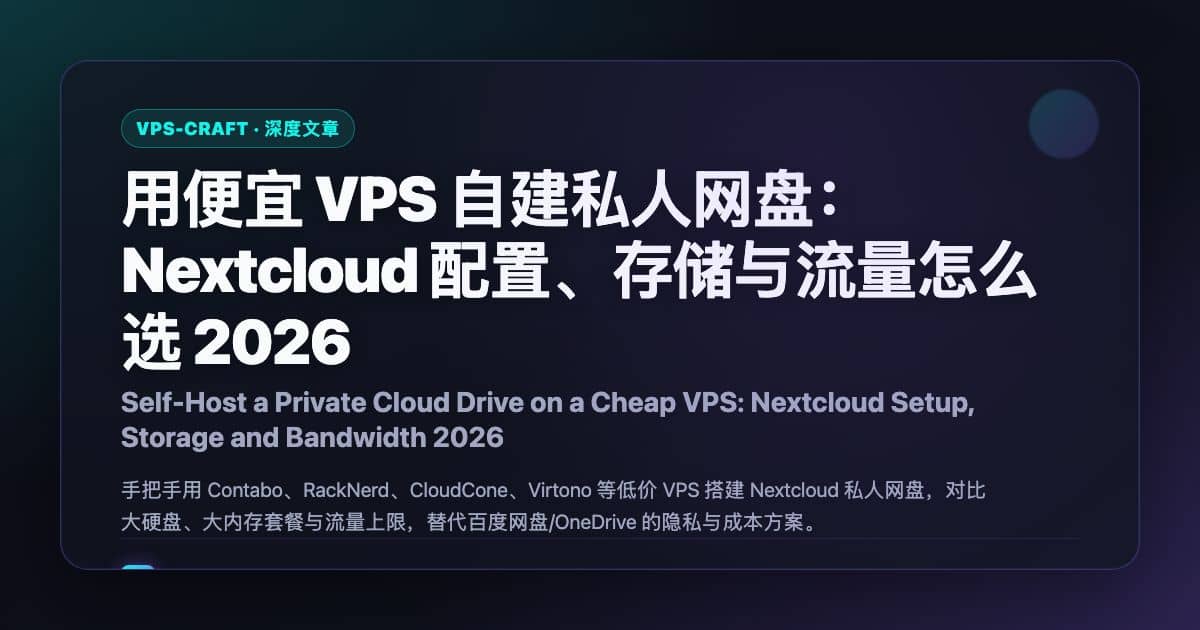 VPS-CRAFT · 深度文章
用便宜 VPS 自建私人网盘：
Nextcloud 配置、存储与流量怎么
选 2026
Self-Host a Private Cloud Drive on a Cheap VPS: Nextcloud Setup,
Storage and Bandwidth 2026
手把手用 Contabo、RackNerd、CloudCone、Virtono 等低价 VPS 搭建 Nextcloud 私人网盘，对比
大硬盘、大内存套餐与流量上限，替代百度网盘/OneDrive 的隐私与成本方案。